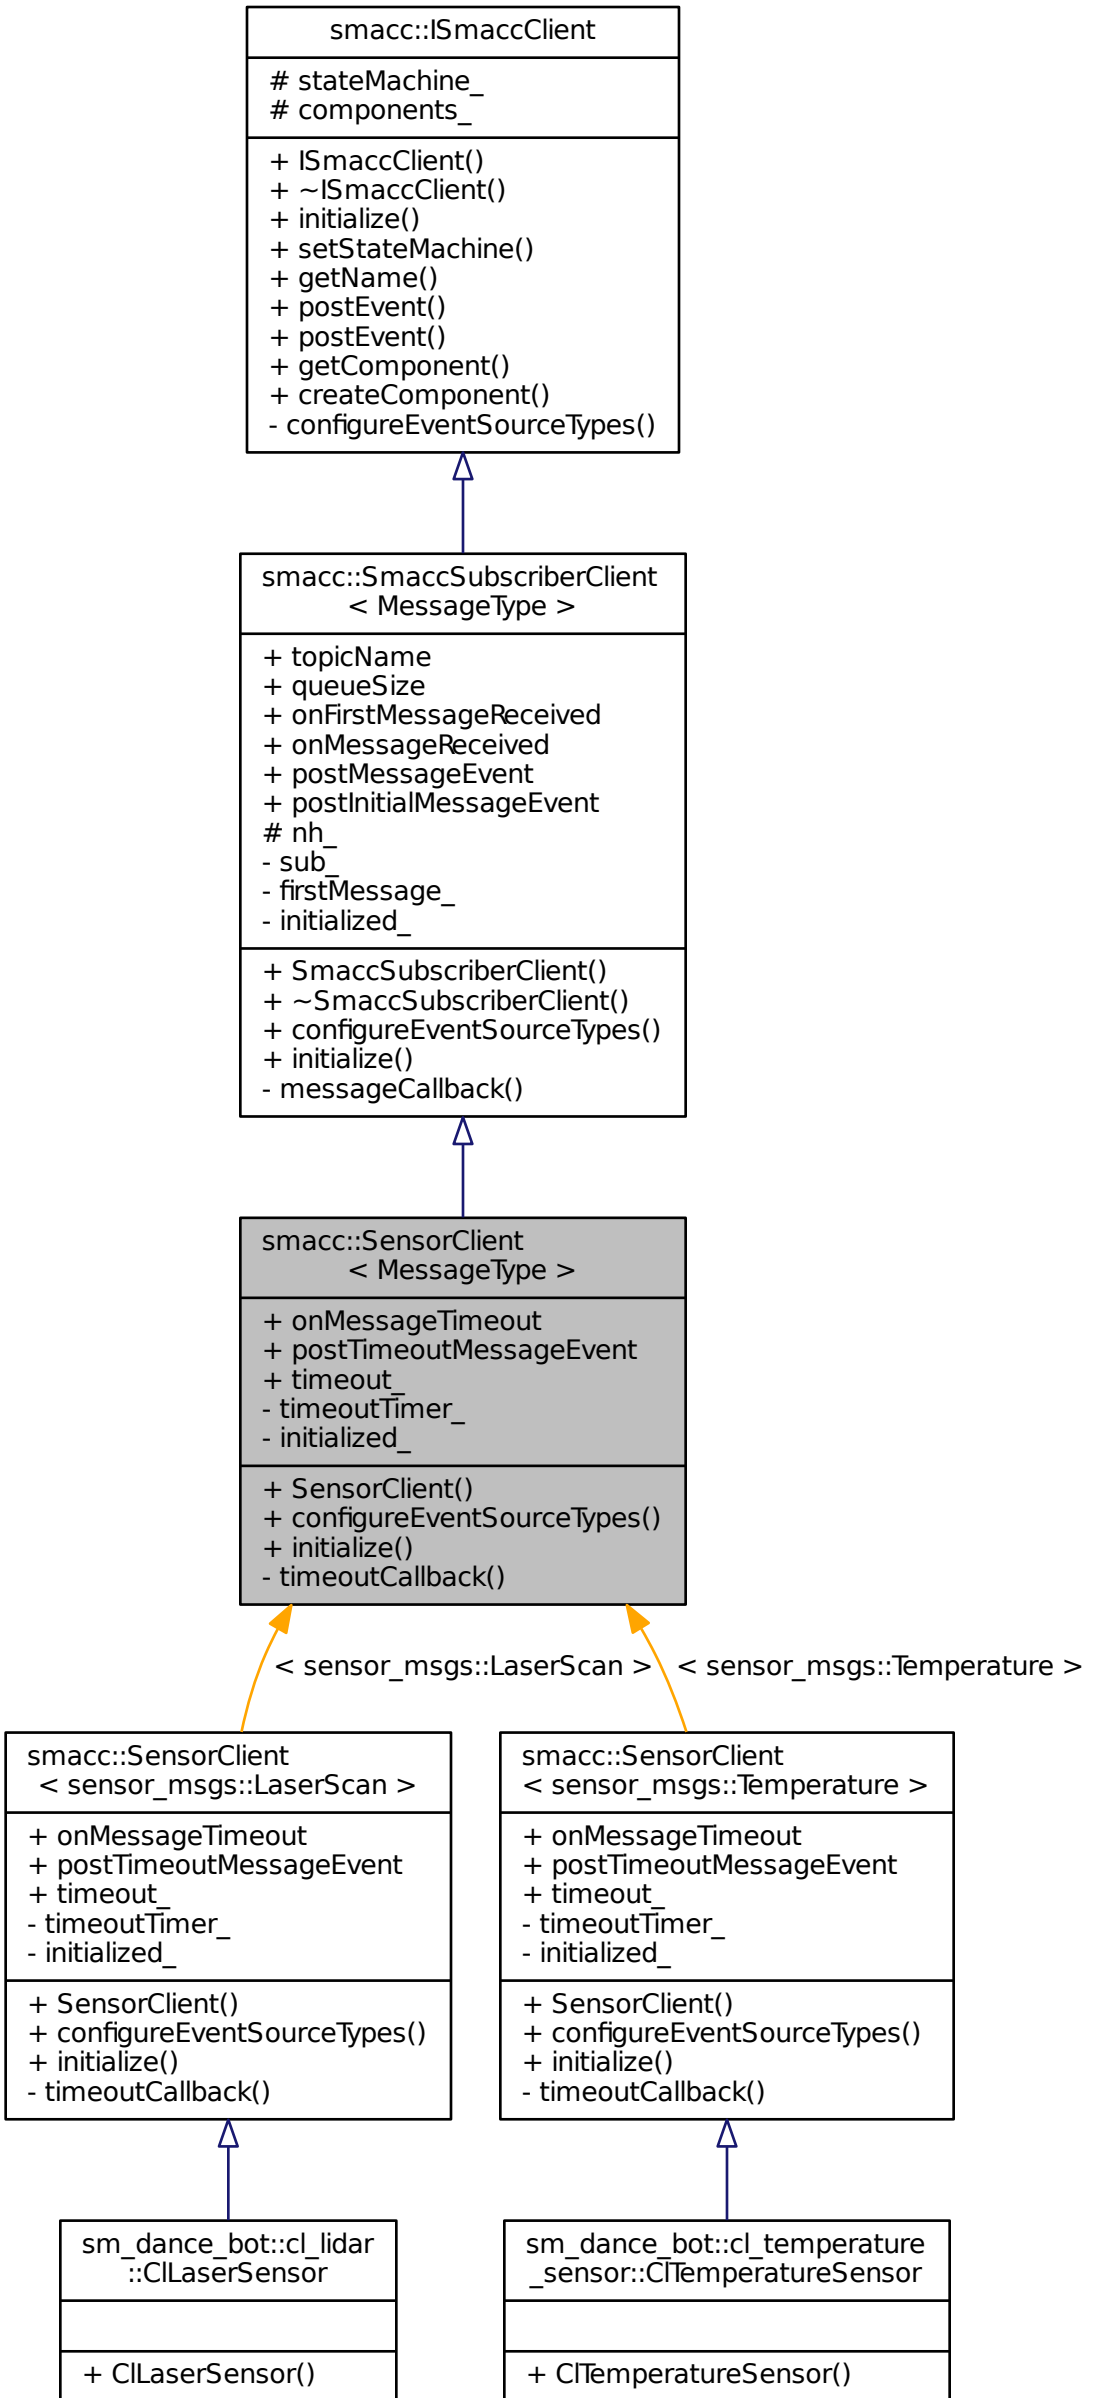 smacc::ISmaccClient
# stateMachine_
# components_
+ ISmaccClient()
+ ~ISmaccClient()
+ initialize()
+ setStateMachine()
+ getName()
+ postEvent()
+ postEvent()
+ getComponent()
+ createComponent()
- configureEventSourceTypes()
smacc::SmaccSubscriberClient
< MessageType >
+ topicName
+ queueSize
+ onFirstMessageReceived
+ onMessageReceived
+ postMessageEvent
+ postInitialMessageEvent
# nh_
- sub_
- firstMessage_
- initialized_
+ SmaccSubscriberClient()
+ ~SmaccSubscriberClient()
+ configureEventSourceTypes()
+ initialize()
- messageCallback()
smacc::SensorClient
< MessageType >
+ onMessageTimeout
+ postTimeoutMessageEvent
+ timeout_
- timeoutTimer_
- initialized_
+ SensorClient()
+ configureEventSourceTypes()
+ initialize()
- timeoutCallback()
< sensor_msgs::LaserScan >
< sensor_msgs::Temperature >
smacc::SensorClient
< sensor_msgs::LaserScan >
+ onMessageTimeout
+ postTimeoutMessageEvent
+ timeout_
- timeoutTimer_
- initialized_
+ SensorClient()
+ configureEventSourceTypes()
+ initialize()
- timeoutCallback()
smacc::SensorClient
< sensor_msgs::Temperature >
+ onMessageTimeout
+ postTimeoutMessageEvent
+ timeout_
- timeoutTimer_
- initialized_
+ SensorClient()
+ configureEventSourceTypes()
+ initialize()
- timeoutCallback()
sm_dance_bot::cl_lidar
::ClLaserSensor
+ ClLaserSensor()
sm_dance_bot::cl_temperature
_sensor::ClTemperatureSensor
+ ClTemperatureSensor()